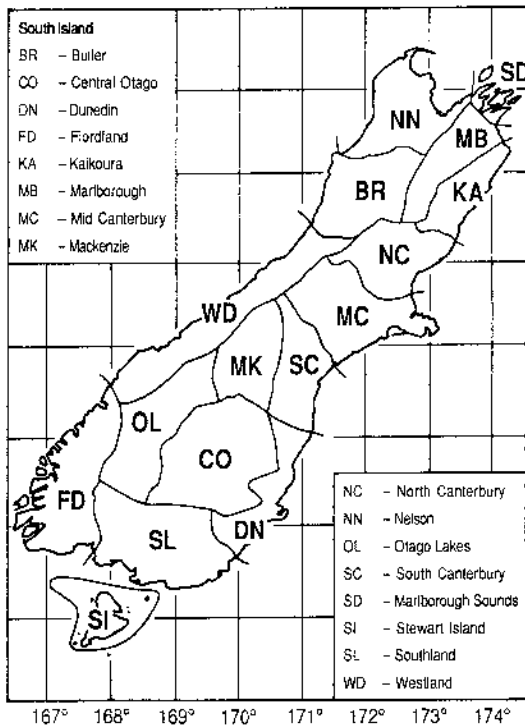 South Island
BR – Buller
CO – Central Otago
DN – Dunedin
FD – Fiordland
KA – Kaikoura
MB – Marlborough
MC – Mid Canterbury
MK – Mackenzie
SD
NN
MB
BR
KA
NC
WD
MC
MK
SC
OL
CO
FD
SL
DN
SI
NC – North Canterbury
NN – Nelson
OL – Otago Lakes
SC – South Canterbury
SD – Marlborough Sounds
SI – Stewart Island
SL – Southland
WD – Westland
167° 168° 169° 170° 171° 172° 173° 174°